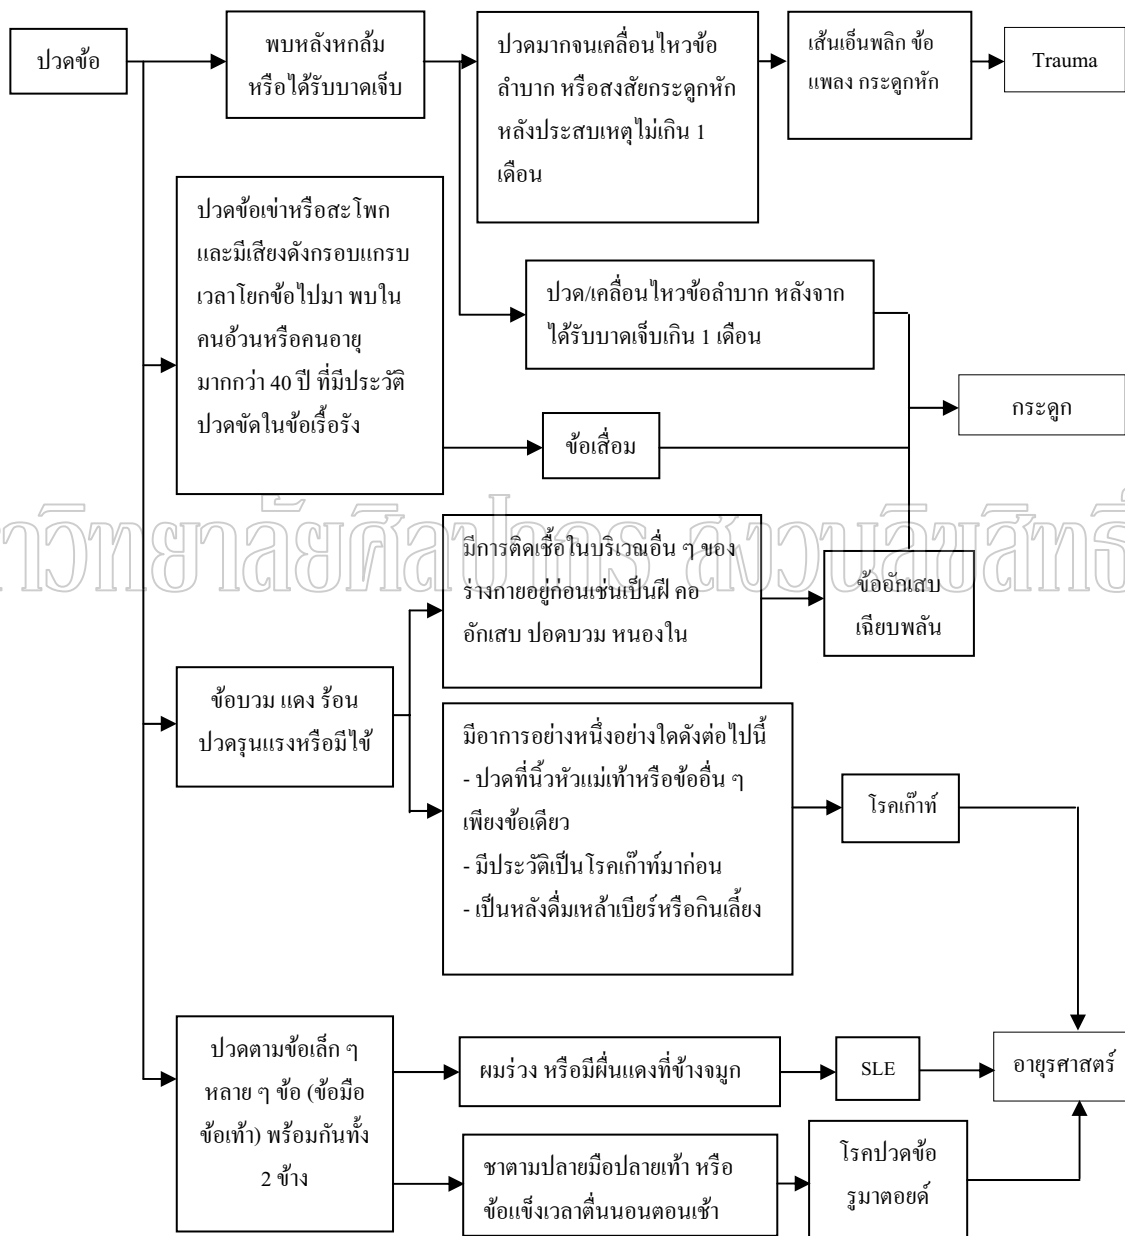 ปวดข้อ
พบหลังหกล้ม
หรือได้รับบาดเจ็บ
ปวดมากจนเคลื่อนไหวข้อ
ลำบาก หรือสงสัยกระดูกหัก
หลังประสบเหตุไม่เกิน 1
เดือน
เส้นเอ็นพลิก ข้อ
แพลง กระดูกหัก
Trauma
ปวดข้อเข่าหรือสะโพก
และมีเสียงดังกรอบแกรบ
เวลาโยกข้อไปมา พบใน
คนอ้วนหรือคนอายุ
มากกว่า 40 ปี ที่มีประวัติ
ปวดขัดในข้อเรื้อรัง
ปวด/เคลื่อนไหวข้อลำบาก หลังจาก
ได้รับบาดเจ็บเกิน 1 เดือน
กระดูก
ข้อเสื่อม
าวิทยาลัยศิลปากร สงวนลิขสิทธิ์
มีการติดเชื้อในบริเวณอื่น ๆ ของ
ร่างกายอยู่ก่อนเช่นเป็นฝี คอ
อักเสบ ปอดบวม หนองใน
ข้ออักเสบ
เฉียบพลัน
ข้อบวม แดง ร้อน
ปวดรุนแรงหรือมีไข้
มีอาการอย่างหนึ่งอย่างใดดังต่อไปนี้
- ปวดที่นิ้วหัวแม่เท้าหรือข้ออื่น ๆ
เพียงข้อเดียว
- มีประวัติเป็นโรคเก๊าท์มาก่อน
- เป็นหลังดื่มเหล้าเบียร์หรือกินเลี้ยง
โรคเก๊าท์
ปวดตามข้อเล็ก ๆ
หลาย ๆ ข้อ (ข้อมือ
ข้อเท้า) พร้อมกันทั้ง
2 ข้าง
ผมร่วง หรือมีผื่นแดงที่ข้างจมูก
SLE
อายุรศาสตร์
ชาตามปลายมือปลายเท้า หรือ
ข้อแข็งเวลาตื่นนอนตอนเช้า
โรคปวดข้อ
รูมาตอยด์